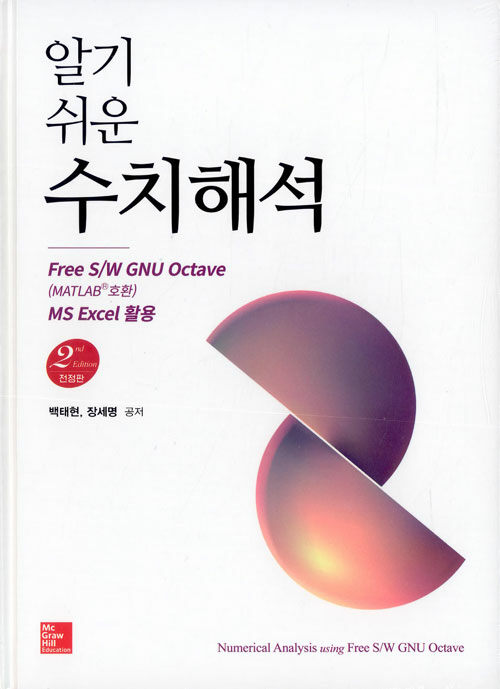 알기
쉬운
수치해석
Free S/W GNU Octave
(MATLAB®호환)
MS Excel 활용
2nd
Edition
전정판
백태현, 장세명 공저
Mc
Graw
Hill
Education
Numerical Analysis using Free S/W GNU Octave